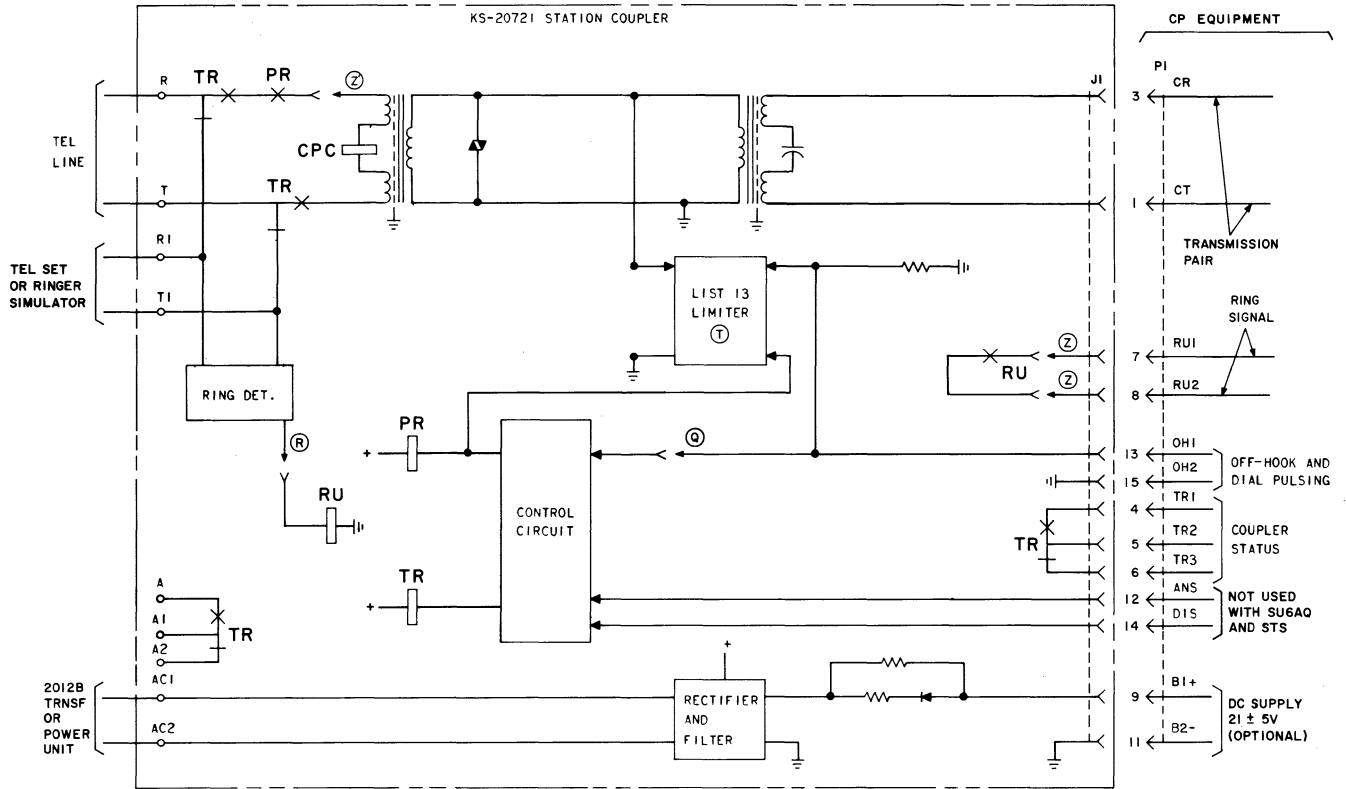 KS-20721 STATION COUPLER
CP EQUIPMENT
R
TR
PR
Z
J1
P1
3
CR
TEL
LINE
CPC
T
TR
1
CT
TRANSMISSION
PAIR
R1
TEL SET
OR RINGER
SIMULATOR
T1
LIST 13
LIMITER
T
RING
SIGNAL
RING DET.
RU
Z
7
RU1
Z
8
RU2
R
PR
+
Q
13
OH1
15
OH2
OFF-HOOK AND
DIAL PULSING
RU
CONTROL
CIRCUIT
TR
4
TR1
5
TR2
6
TR3
COUPLER
STATUS
TR
+
12
ANS
14
DIS
NOT USED
WITH SU6AQ
AND STS
A
A1
A2
TR
2012B
TRNSF
OR
POWER
UNIT
AC1
AC2
+
RECTIFIER
AND
FILTER
9
B1+
11
B2-
DC SUPPLY
21 ± 5V
(OPTIONAL)